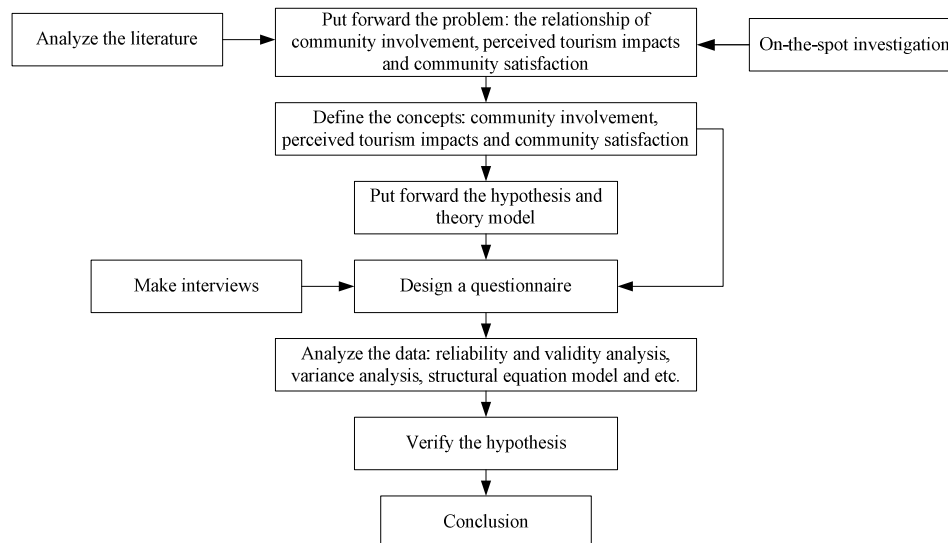 Analyze the literature
Put forward the problem: the relationship of
community involvement, perceived tourism impacts
and community satisfaction
On-the-spot investigation
Define the concepts: community involvement,
perceived tourism impacts and community satisfaction
Put forward the hypothesis and
theory model
Make interviews
Design a questionnaire
Analyze the data: reliability and validity analysis,
variance analysis, structural equation model and etc.
Verify the hypothesis
Conclusion